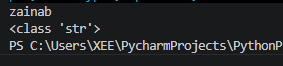 zainab
<class 'str'>
PS C:\Users\XEE\PycharmProjects\PythonP